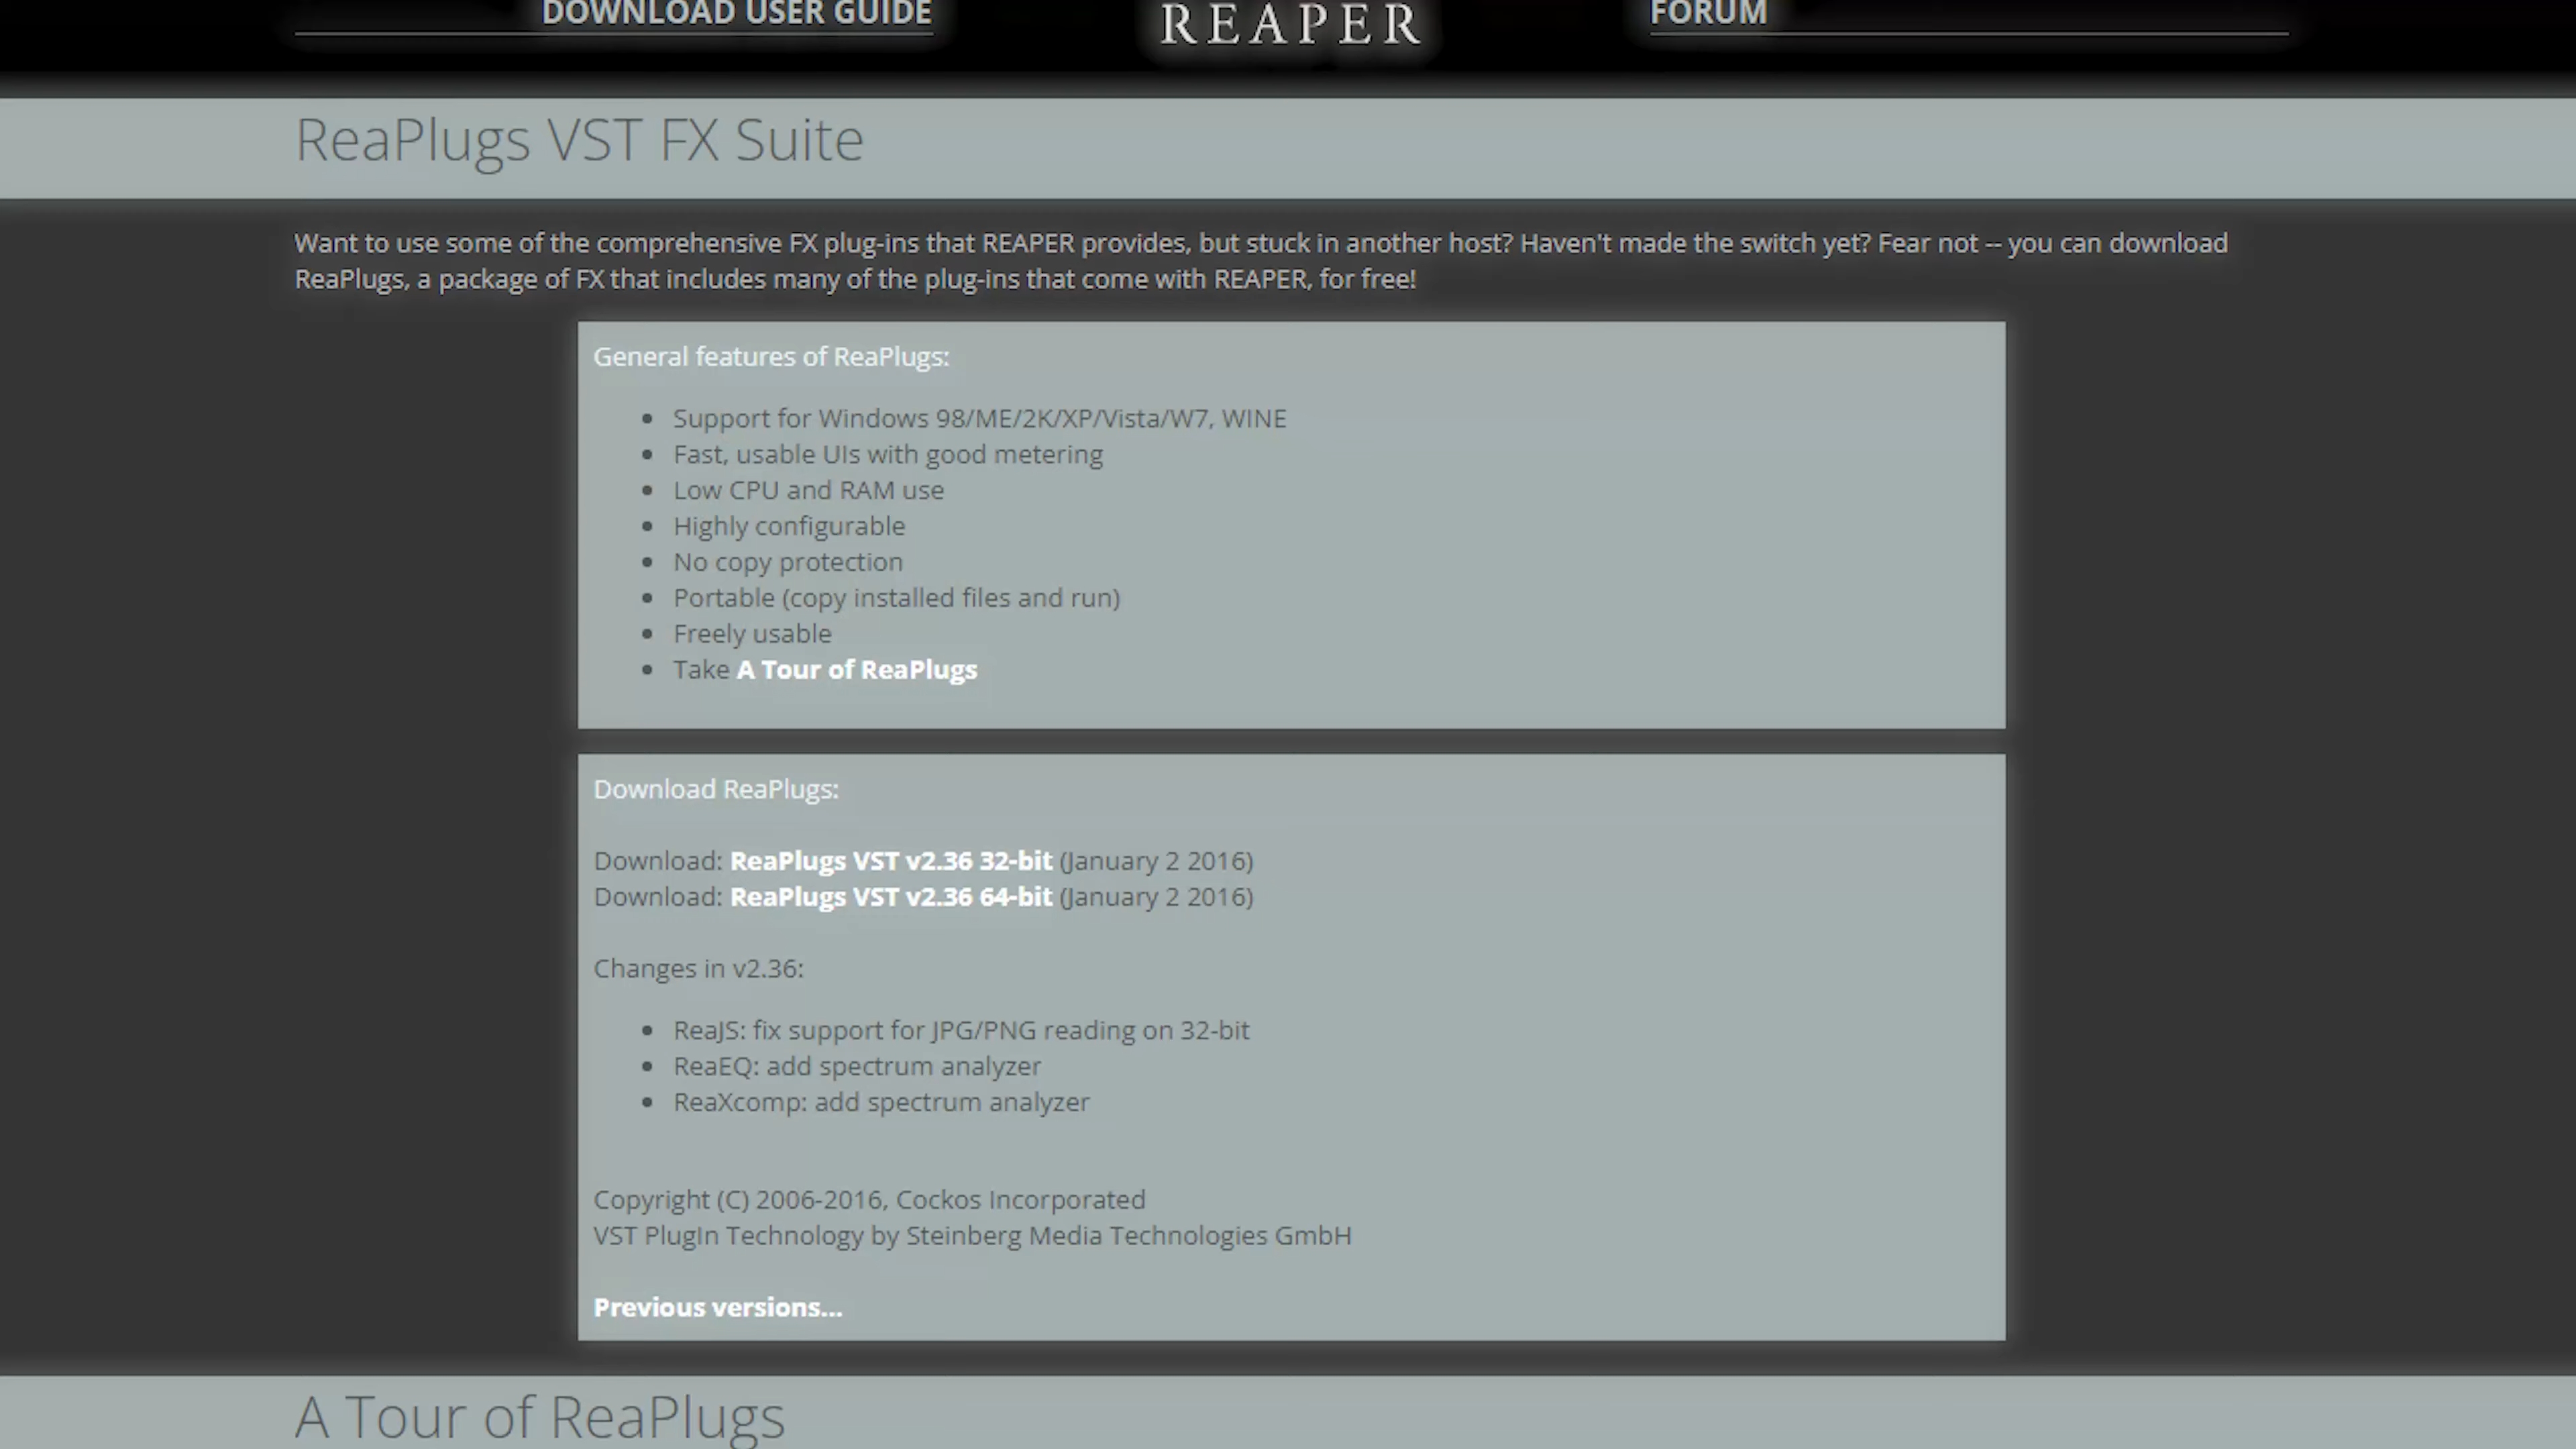 DOWNLOAD USER GUIDE
REAPER
FORUM
ReaPlugs VST FX Suite
Want to use some of the comprehensive FX plug-ins that REAPER provides, but stuck in another host? Haven't made the switch yet? Fear not -- you can download
ReaPlugs, a package of FX that includes many of the plug-ins that come with REAPER, for free!
General features of ReaPlugs:
• Support for Windows 98/ME/2K/XP/Vista/W7, WINE
• Fast, usable UIs with good metering
• Low CPU and RAM use
• Highly configurable
• No copy protection
• Portable (copy installed files and run)
• Freely usable
• Take A Tour of ReaPlugs
Download ReaPlugs:
Download: ReaPlugs VST v2.36 32-bit (January 2 2016)
Download: ReaPlugs VST v2.36 64-bit (January 2 2016)
Changes in v2.36:
• ReaJS: fix support for JPG/PNG reading on 32-bit
• ReaEQ: add spectrum analyzer
• ReaXcomp: add spectrum analyzer
Copyright (C) 2006-2016, Cockos Incorporated
VST PlugIn Technology by Steinberg Media Technologies GmbH
Previous versions...
A Tour of ReaPlugs